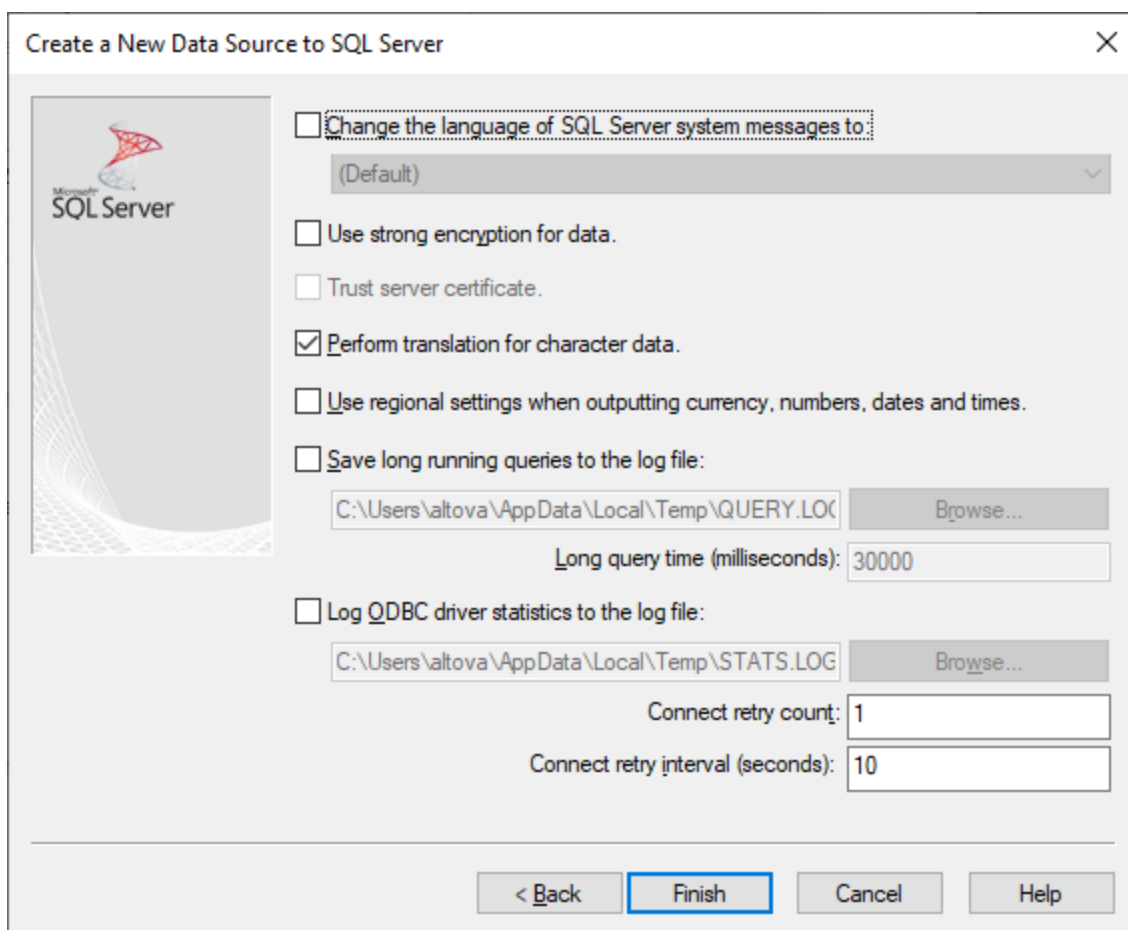 Create a New Data Source to SQL Server
Microsoft
SQL Server
Change the language of SQL Server system messages to:
(Default)
Use strong encryption for data.
Trust server certificate.
Perform translation for character data.
Use regional settings when outputting currency, numbers, dates and times.
Save long running queries to the log file:
C:\Users\altova\AppData\Local\Temp\QUERY.LOG Browse...
Long query time (milliseconds): 30000
Log ODBC driver statistics to the log file:
C:\Users\altova\AppData\Local\Temp\STATS.LOG Browse...
Connect retry count: 1
Connect retry interval (seconds): 10
< Back Finish Cancel Help